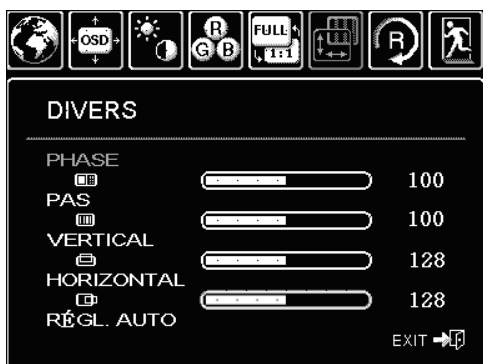 OSD
R
G B
FULL
1:1
R
DIVERS
PHASE
100
PAS
100
VERTICAL
128
HORIZONTAL
128
RÉGL. AUTO
EXIT